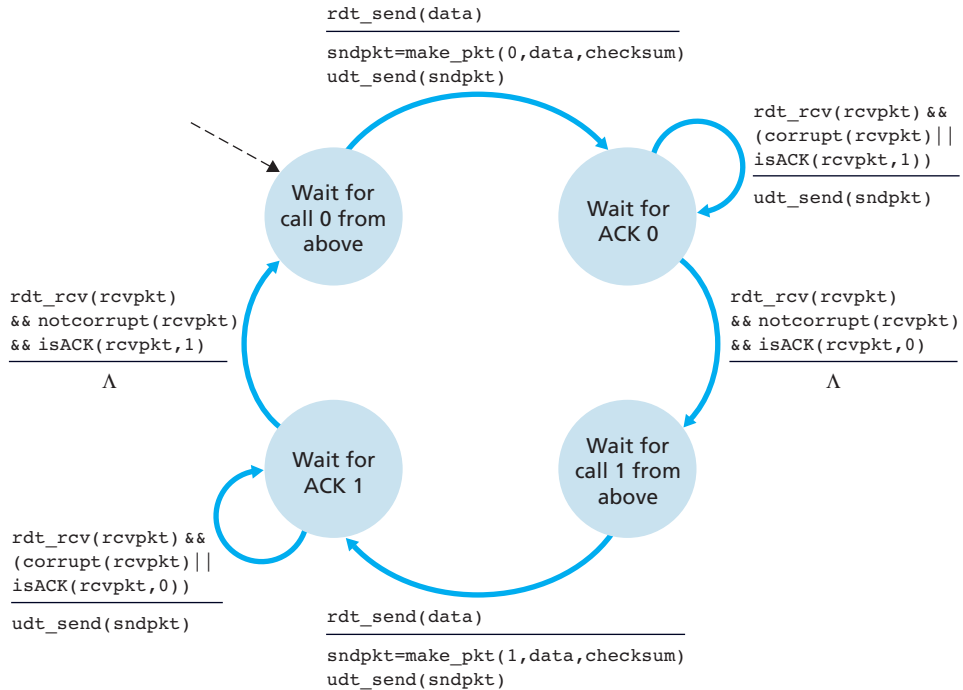 rdt_send(data)
sndpkt=make_pkt(0,data,checksum)
udt_send(sndpkt)
rdt_rcv(rcvpkt) &&
(corrupt(rcvpkt)||
isACK(rcvpkt,1))
udt_send(sndpkt)
Wait for
call 0 from
above
Wait for
ACK 0
rdt_rcv(rcvpkt)
&& notcorrupt(rcvpkt)
&& isACK(rcvpkt,1)
Λ
rdt_rcv(rcvpkt)
&& notcorrupt(rcvpkt)
&& isACK(rcvpkt,0)
Λ
Wait for
ACK 1
Wait for
call 1 from
above
rdt_rcv(rcvpkt) &&
(corrupt(rcvpkt)||
isACK(rcvpkt,0))
udt_send(sndpkt)
rdt_send(data)
sndpkt=make_pkt(1,data,checksum)
udt_send(sndpkt)